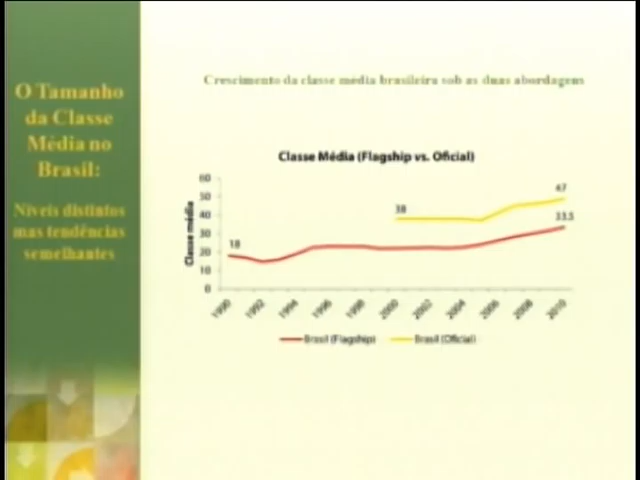 O Tamanho
da Classe
Média no
Brasil:
Níveis distintos
mas tendências
semelhantes
Crescimento da classe média brasileira sob as duas abordagens
Classe Média (Flagship vs. Oficial)
Classe média
60
50
40
30
20
10
0
18
38
47
33.5
1990
1992
1994
1996
1998
2000
2002
2004
2006
2008
2010
Brasil (Flagship)
Brasil (Oficial)